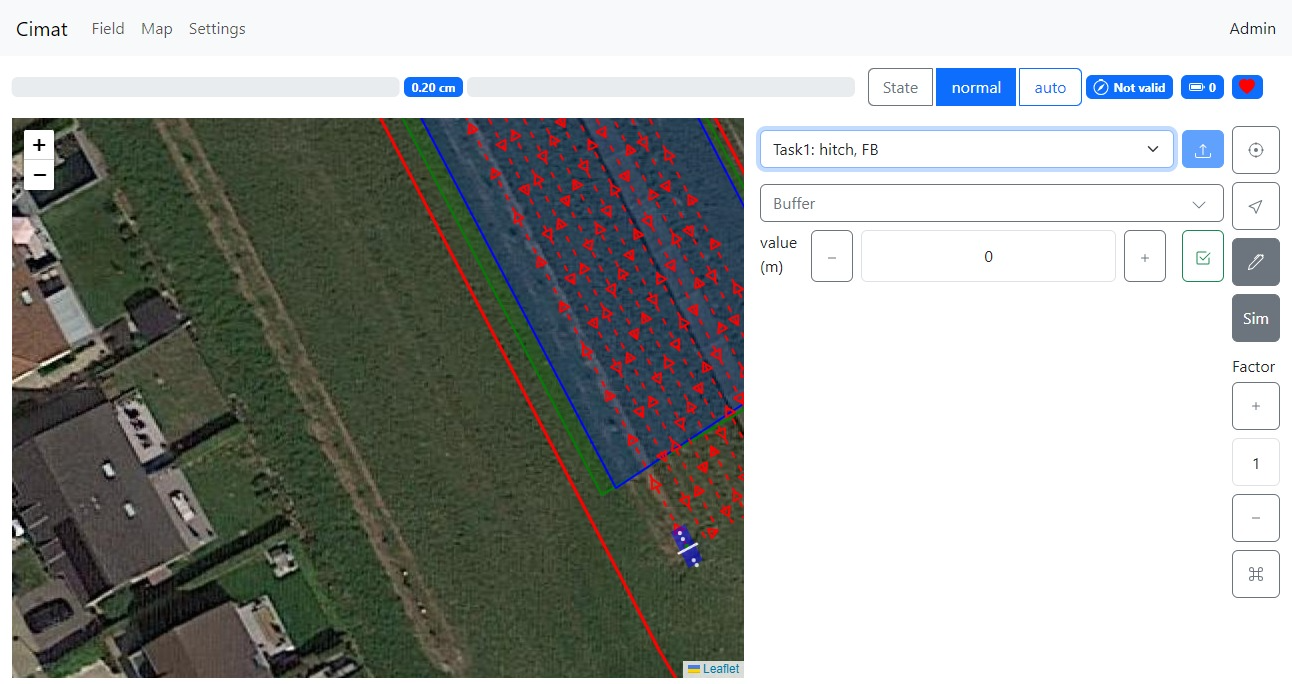 Cimat Field Map Settings Admin
0.20 cm State normal auto Not valid 0
+
−
Task1: hitch, FB
Buffer
value
(m)
− 0 +
Sim
Factor
+
1
−
Leaflet